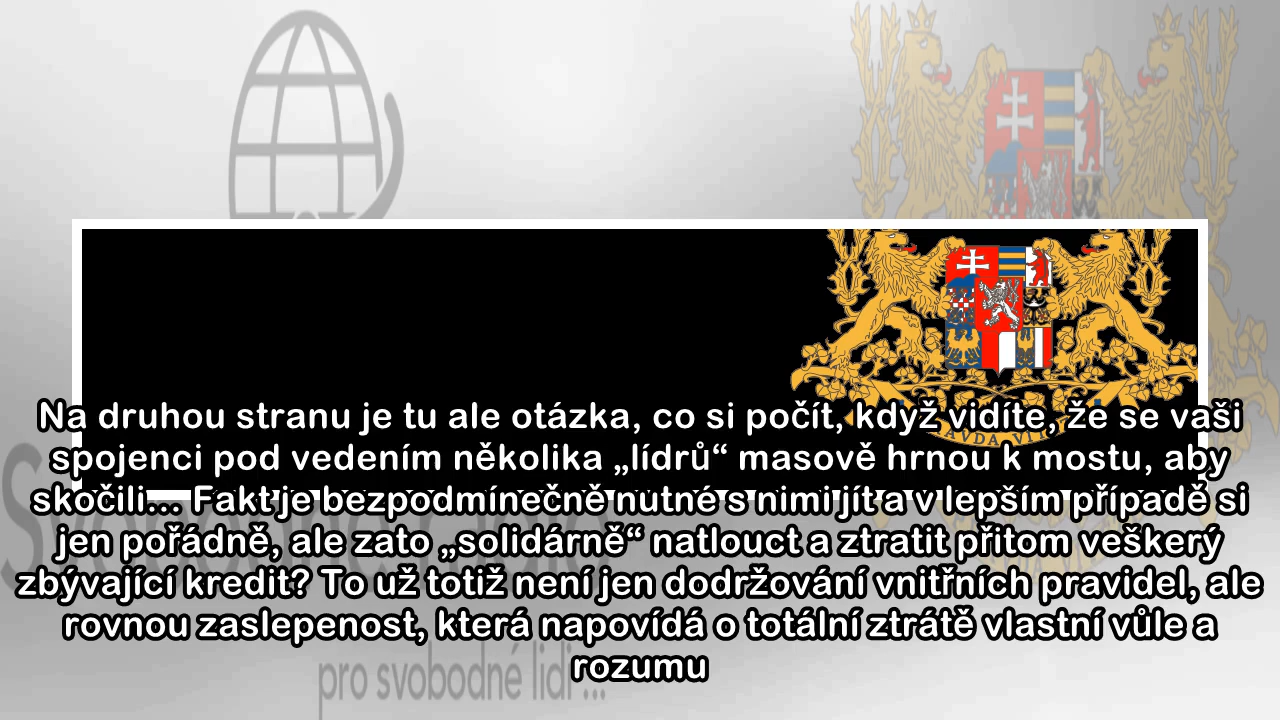 Na druhou stranu je tu ale otázka, co si počít, když vidíte, že se vaši
spojenci pod vedením několika „lídrů“ masově hrnou k mostu, aby
skočili... Fakt je bezpodmínečně nutné s nimi jít a v lepším případě si
jen pořádně, ale zato „solidárně“ natlouct a ztratit přitom veškerý
zbývající kredit? To už totiž není jen dodržování vnitřních pravidel, ale
rovnou zaslepenost, která napovídá o totální ztrátě vlastní vůle a
rozumu
pro svobodné lidi ...